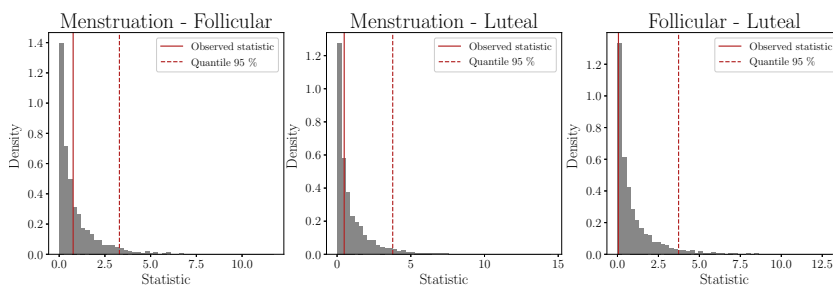 Menstruation - Follicular
Density
1.4
1.2
1.0
0.8
0.6
0.4
0.2
0.0
Observed statistic
Quantile 95 %
0.0 2.5 5.0 7.5 10.0
Statistic
Menstruation - Luteal
Density
1.2
1.0
0.8
0.6
0.4
0.2
0.0
Observed statistic
Quantile 95 %
0 5 10 15
Statistic
Follicular - Luteal
Density
1.2
1.0
0.8
0.6
0.4
0.2
0.0
Observed statistic
Quantile 95 %
0.0 2.5 5.0 7.5 10.0 12.5
Statistic